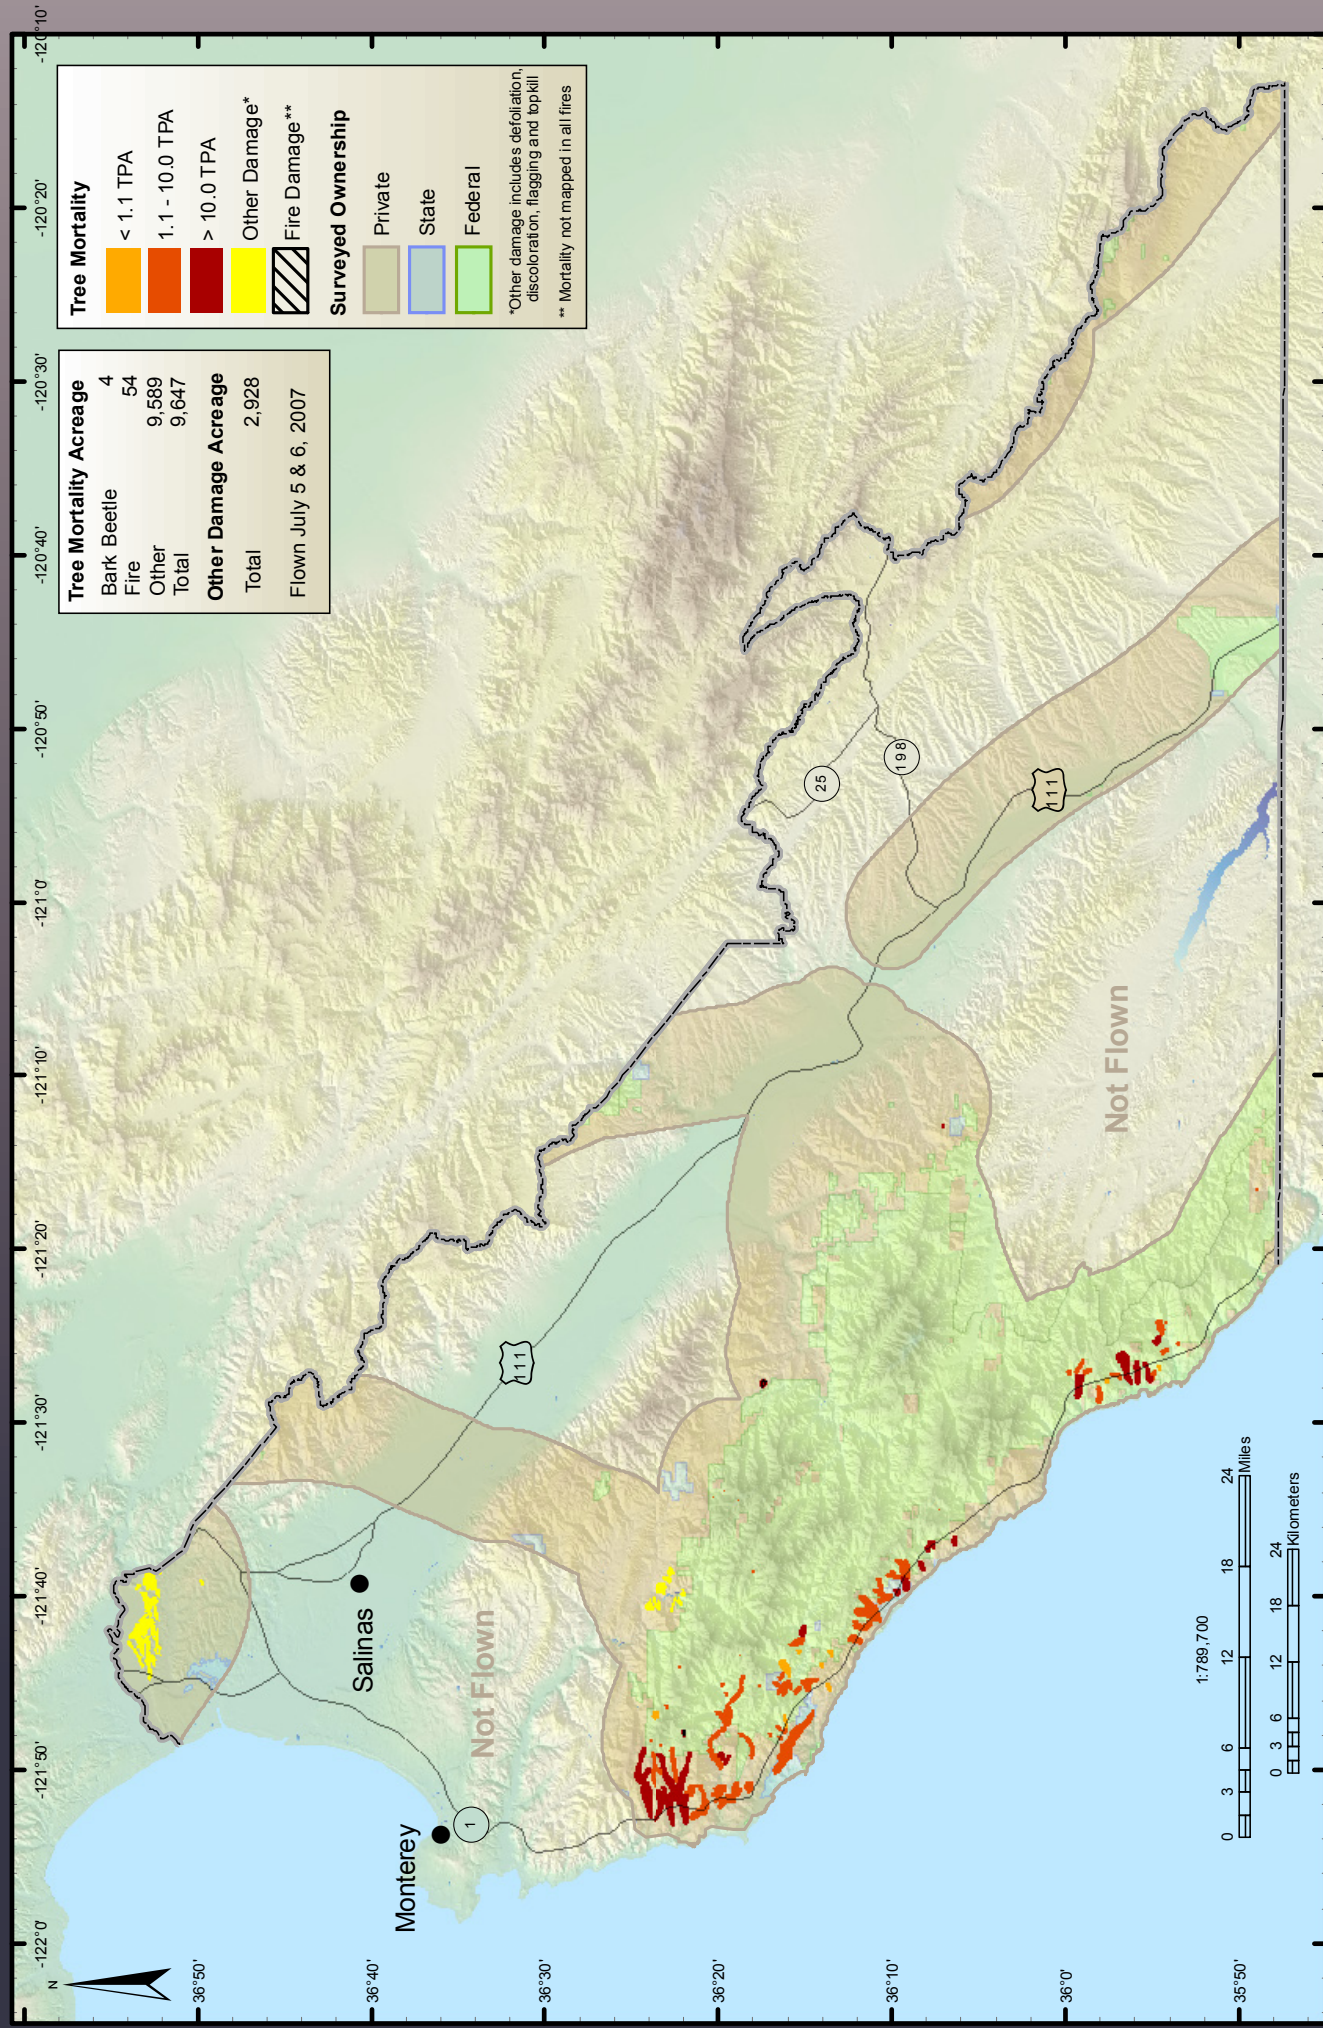 -122°0'
-121°50'
-121°40'
-121°30'
-121°20'
-121°10'
-121°0'
-120°50'
-120°40'
-120°30'
-120°20'
-120°10'
N
36°50'
36°40'
36°30'
36°20'
36°10'
36°0'
35°50'
Tree Mortality Acreage
Bark Beetle 4
Fire 54
Other 9,589
Total 9,647
Other Damage Acreage
Total 2,928
Flown July 5 & 6, 2007
Tree Mortality
< 1.1 TPA
1.1 - 10.0 TPA
> 10.0 TPA
Other Damage*
Fire Damage**
Surveyed Ownership
Private
State
Federal
*Other damage includes defoliation,
discoloration, flagging and topkill
** Mortality not mapped in all fires
Salinas
Monterey
1
Not Flown
111
25
198
111
Not Flown
1:789,700
0 3 6 12 18 24
Miles
0 3 6 12 18 24
Kilometers